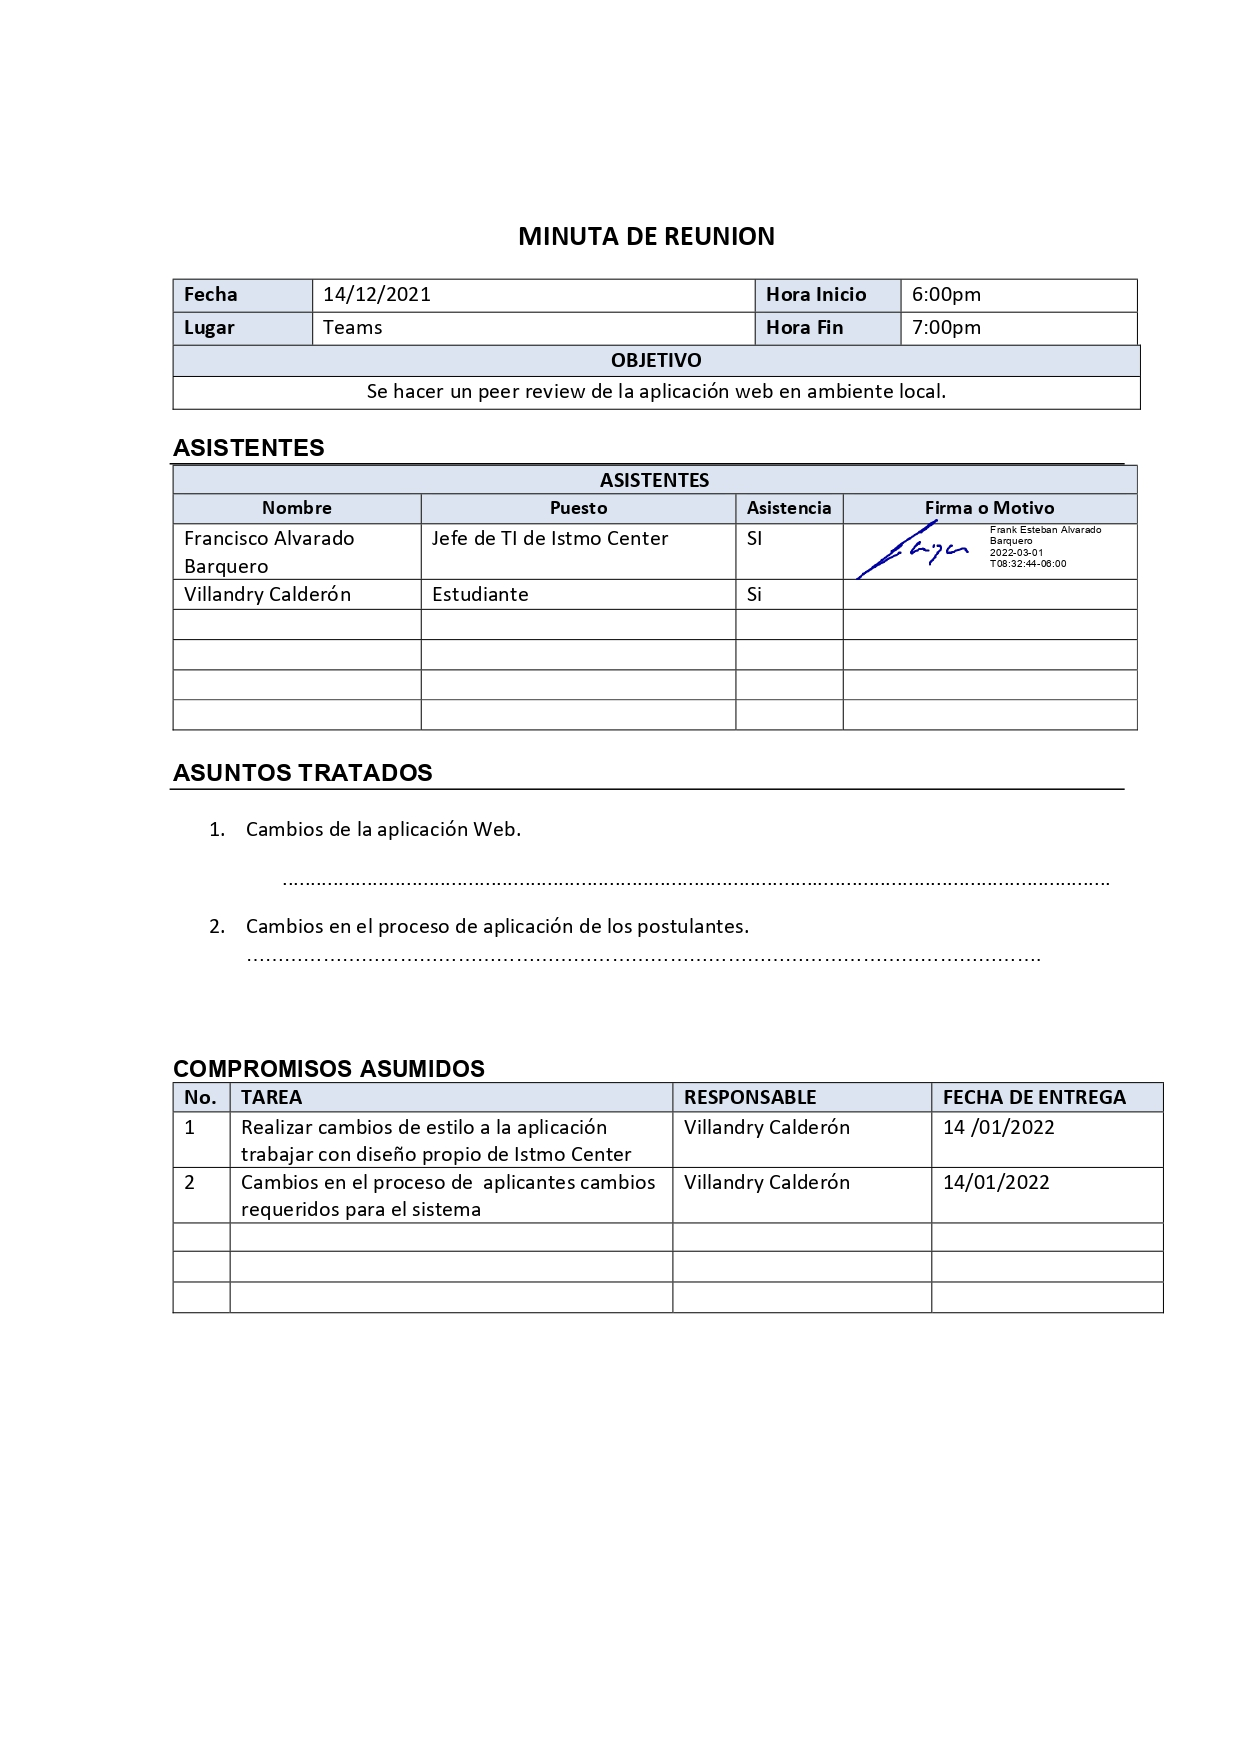 MINUTA DE REUNION
Fecha 14/12/2021 Hora Inicio 6:00pm
Lugar Teams Hora Fin 7:00pm
OBJETIVO
Se hacer un peer review de la aplicación web en ambiente local.
ASISTENTES
ASISTENTES
Nombre Puesto Asistencia Firma o Motivo
Francisco Alvarado Jefe de TI de Istmo Center SI
Barquero
Frank Esteban Alvarado
Barquero
2022-03-01
T08:32:44-06:00
Villandry Calderón Estudiante Si
ASUNTOS TRATADOS
1. Cambios de la aplicación Web.
2. Cambios en el proceso de aplicación de los postulantes.
COMPROMISOS ASUMIDOS
No. TAREA RESPONSABLE FECHA DE ENTREGA
1 Realizar cambios de estilo a la aplicación Villandry Calderón 14 /01/2022
trabajar con diseño propio de Istmo Center
2 Cambios en el proceso de  aplicantes cambios Villandry Calderón 14/01/2022
requeridos para el sistema